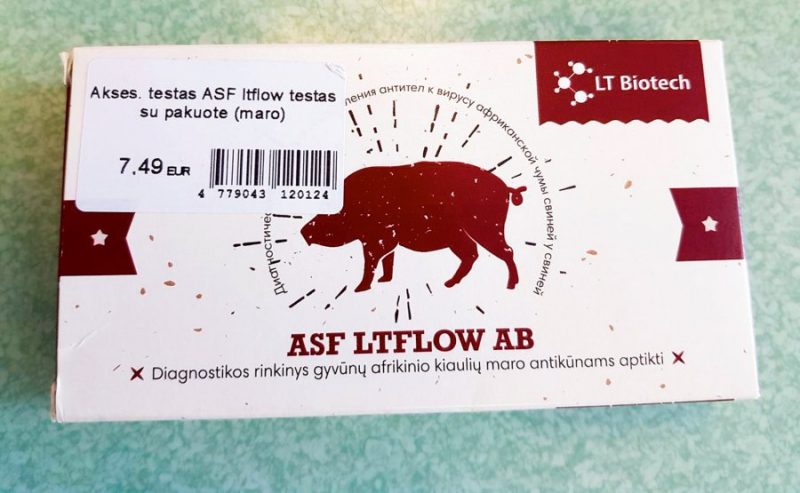 Akses. testas ASF ltflow testas
su pakuote (maro)
7.49 EUR
4 779043 120124
LT Biotech
антител к вирусу африканской чумы свиней у свиней
ASF LTFLOW AB
Diagnostikos rinkinys gyvūnų afrikinio kiaulių maro antikūnams aptikti